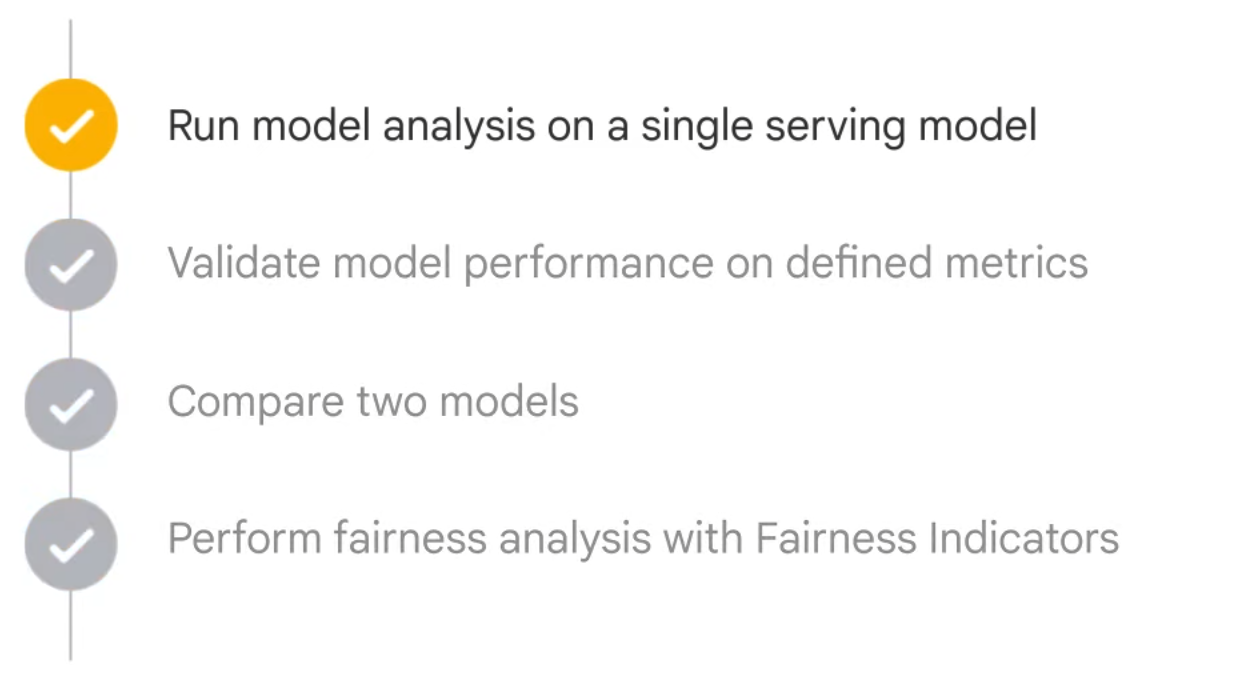 Run model analysis on a single serving model
Validate model performance on defined metrics
Compare two models
Perform fairness analysis with Fairness Indicators